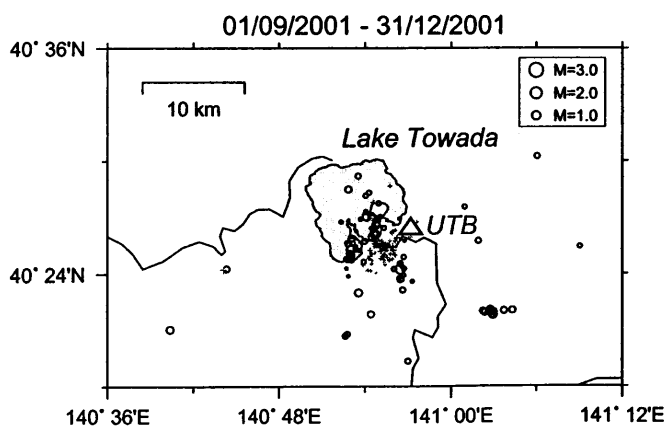 01/09/2001 - 31/12/2001
40° 36'N
M=3.0
M=2.0
M=1.0
10 km
Lake Towada
UTB
40° 24'N
140° 36'E
140° 48'E
141° 00'E
141° 12'E